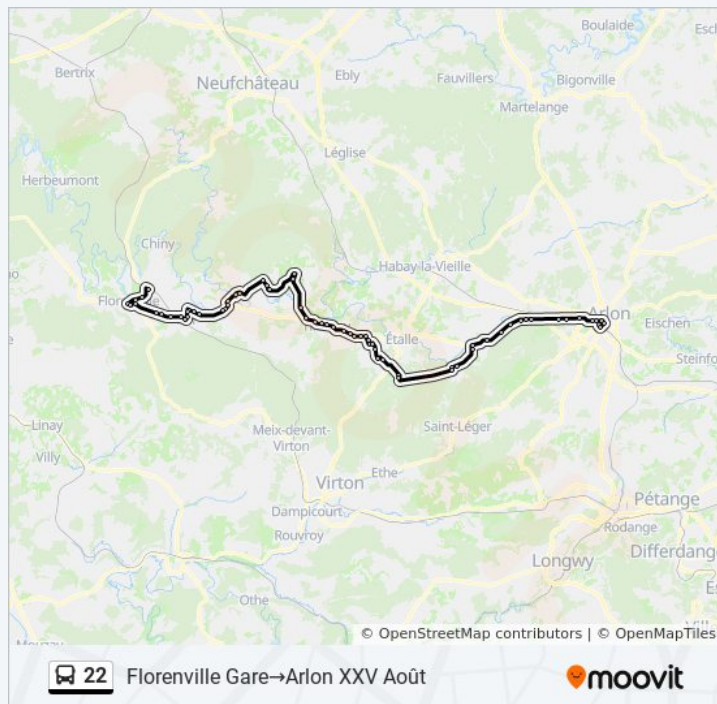 Boulaide
Esch
Bertrix
Neufchâteau
Ebly
Fauvillers
Bigonville
Martelange
Léglise
Herbeumont
Chiny
Habay-la-Vieille
Arlon
Eischen
Étalle
Steinfo
Linay
Villy
Meix-devant-
Virton
Saint-Léger
Ethe
Virton
Dampicourt
Rouvroy
Pétange
Rodange
Differdange
Longwy
Othe
© OpenStreetMap contributors | © OpenMapTiles
22 Florenville Gare→Arlon XXV Août
moovit